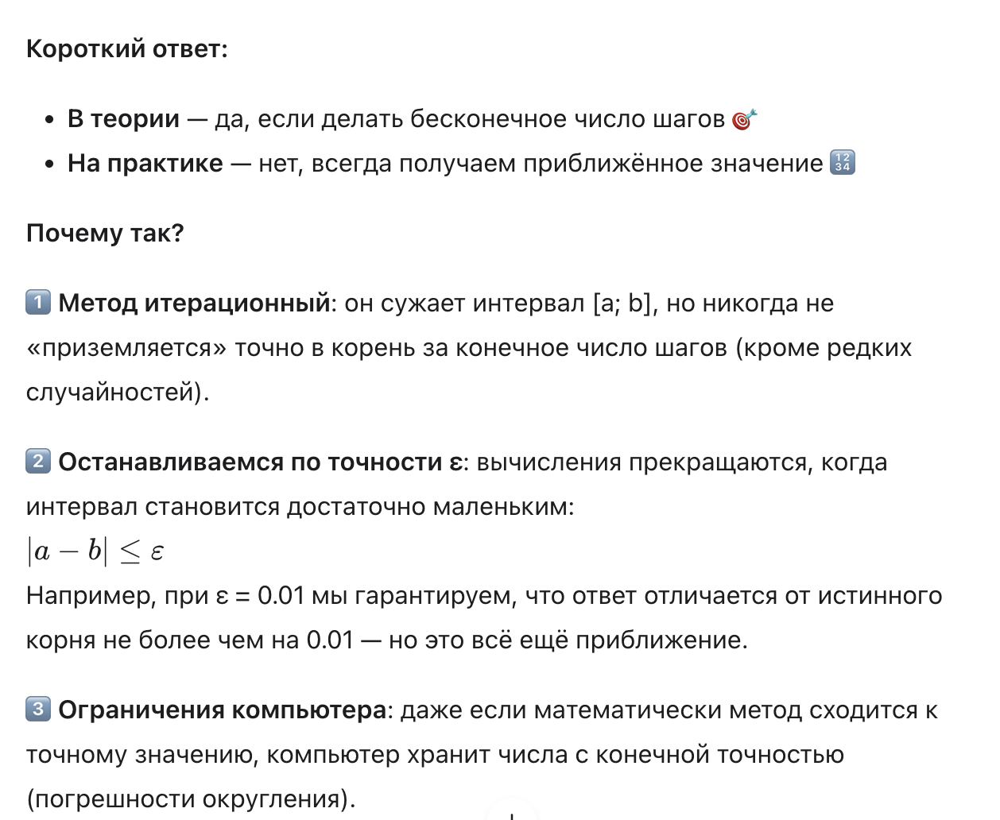 Короткий ответ:
• В теории — да, если делать бесконечное число шагов 🎯
• На практике — нет, всегда получаем приближённое значение 🔢
Почему так?
1️⃣ Метод итерационный: он сужает интервал [a; b], но никогда не
«приземляется» точно в корень за конечное число шагов (кроме редких
случайностей).
2️⃣ Останавливаемся по точности ε: вычисления прекращаются, когда
интервал становится достаточно маленьким:
|a − b| ≤ ε
Например, при ε = 0.01 мы гарантируем, что ответ отличается от истинного
корня не более чем на 0.01 — но это всё ещё приближение.
3️⃣ Ограничения компьютера: даже если математически метод сходится к
точному значению, компьютер хранит числа с конечной точностью
(погрешности округления).